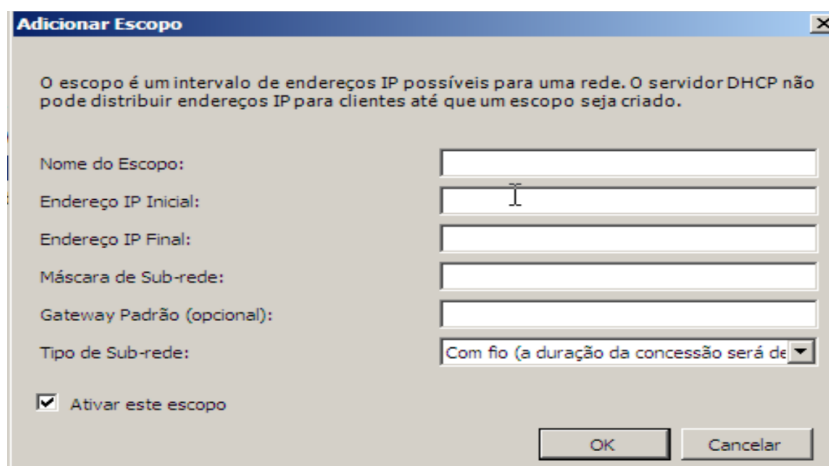 Adicionar Escopo
O escopo é um intervalo de endereços IP possíveis para uma rede. O servidor DHCP não
pode distribuir endereços IP para clientes até que um escopo seja criado.
Nome do Escopo:
Endereço IP Inicial:
Endereço IP Final:
Máscara de Sub-rede:
Gateway Padrão (opcional):
Tipo de Sub-rede: Com fio (a duração da concessão será de
Ativar este escopo
OK Cancelar